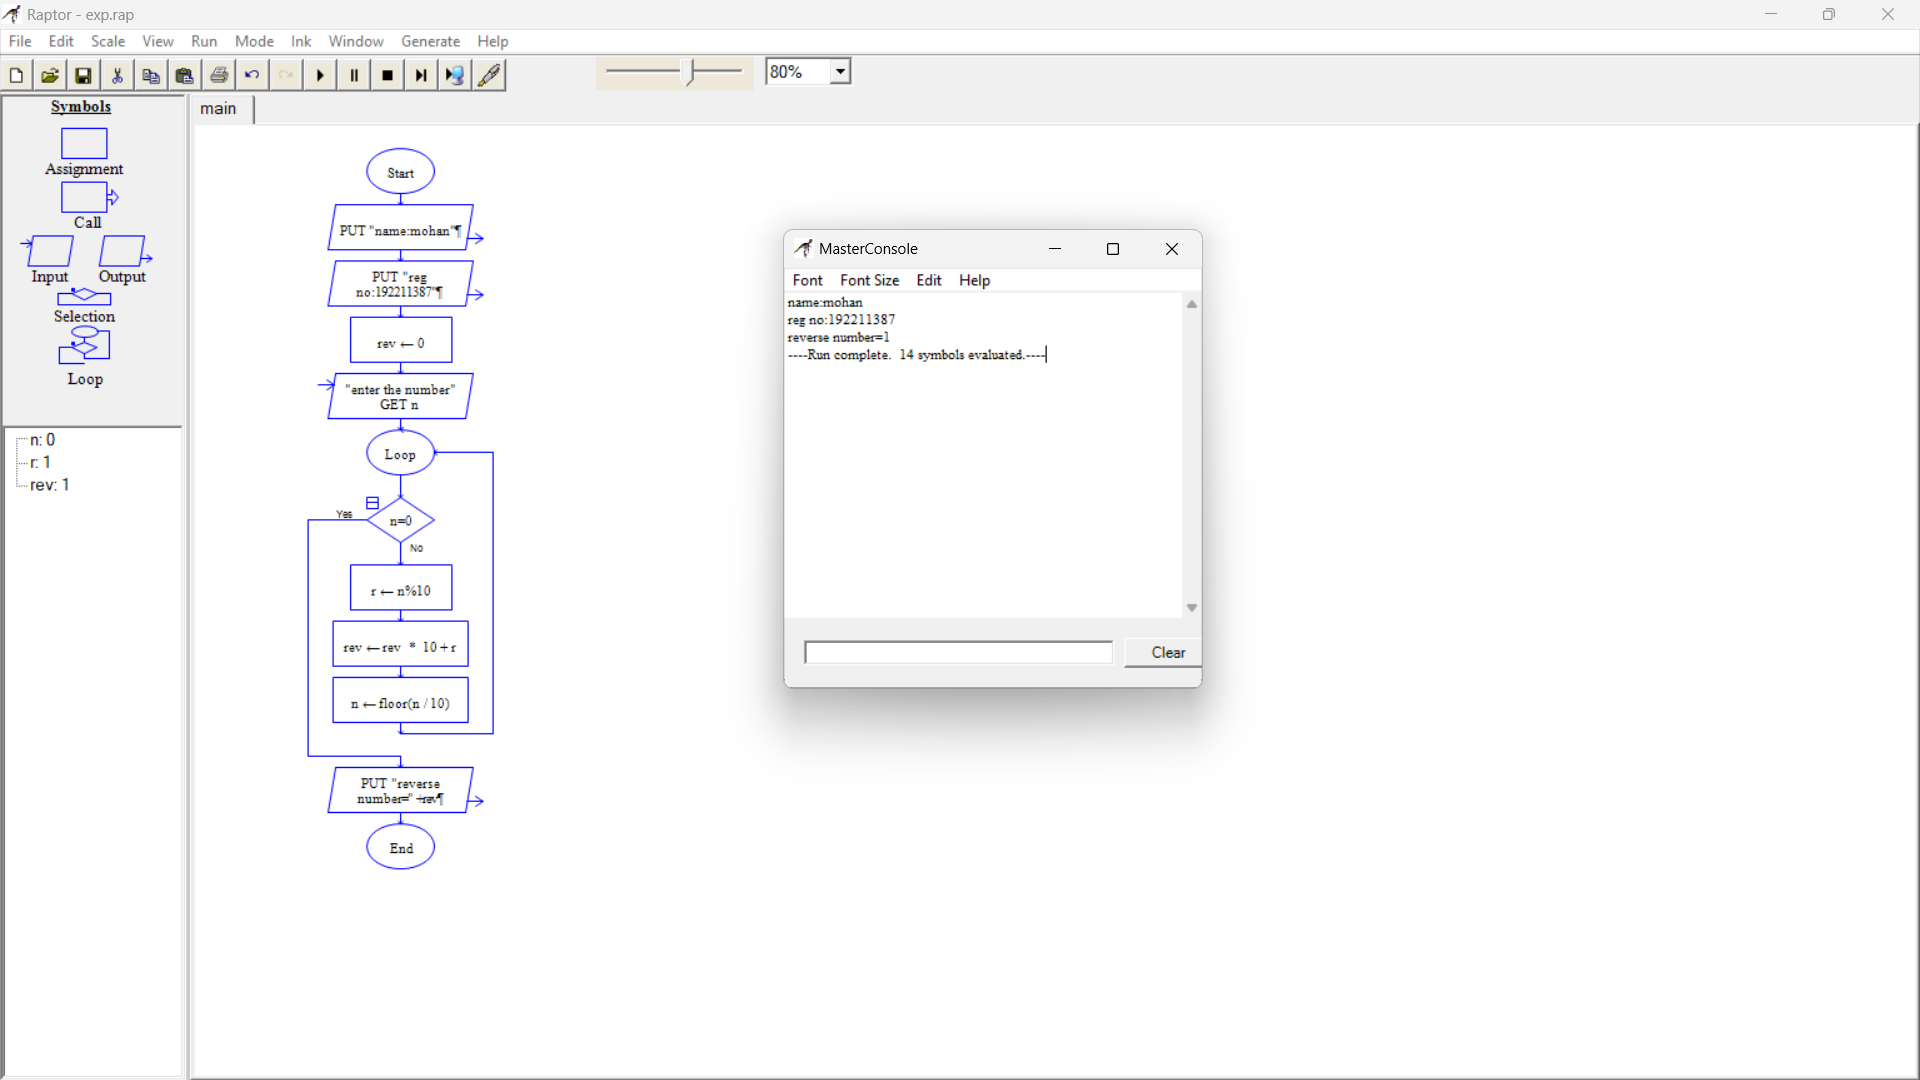 Raptor - exp.rap
File Edit Scale View Run Mode Ink Window Generate Help
80%
Symbols
Assignment
Call
Input Output
Selection
Loop
n: 0
r: 1
rev: 1
main
Start
PUT "name:mohan"¶
PUT "reg
no:192211387"¶
rev ← 0
"enter the number"
GET n
Loop
Yes
n=0
No
r ← n%10
rev ← rev * 10 + r
n ← floor(n / 10)
PUT "reverse
number=" +rev¶
End
MasterConsole
Font Font Size Edit Help
name:mohan
reg no:192211387
reverse number=1
----Run complete. 14 symbols evaluated.----
Clear